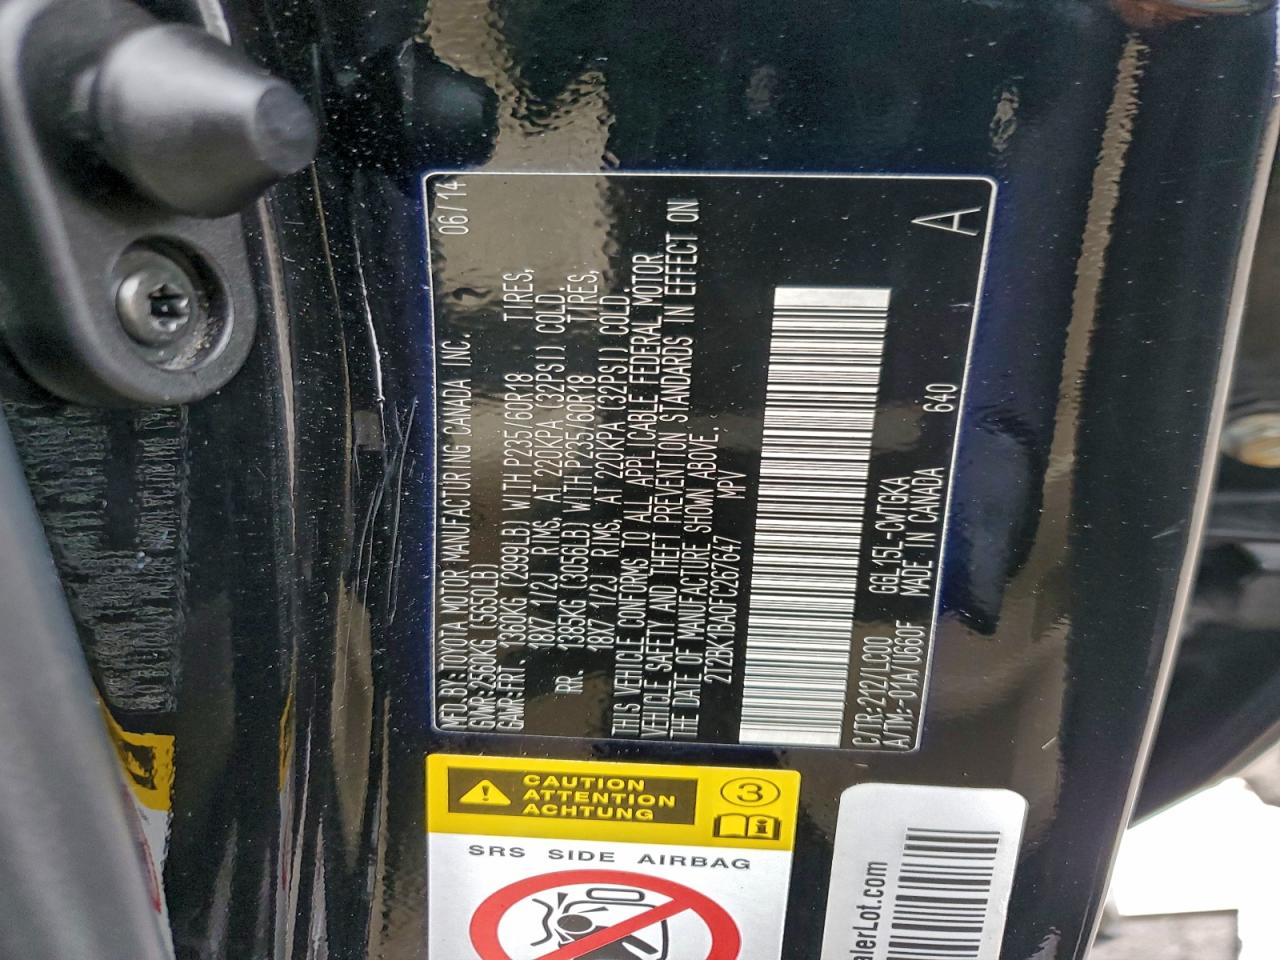 MFD.BY:TOYOTA MOTOR MANUFACTURING CANADA INC. 06/14
GVWR:2560KG (5650LB)
GAWR:FRT. 1360KG (2999LB) WITH P235/60R18 TIRES,
18X7 1/2J RIMS, AT 220KPA (32PSI) COLD
RR. 1385KG (3056LB) WITH P235/60R18 TIRES,
18X7 1/2J RIMS, AT 220KPA (32PSI) COLD.
THIS VEHICLE CONFORMS TO ALL APPLICABLE FEDERAL MOTOR
VEHICLE SAFETY AND THEFT PREVENTION STANDARDS IN EFFECT ON
THE DATE OF MANUFACTURE SHOWN ABOVE.
2T2BK1BA0FC267647 MPV
C/TR:212/LC00 GGL15L-CWTGKA
A/TM:-01A/U660F MADE IN CANADA 640
A
CAUTION
ATTENTION
ACHTUNG
3
i
SRS SIDE AIRBAG
alerLot.com